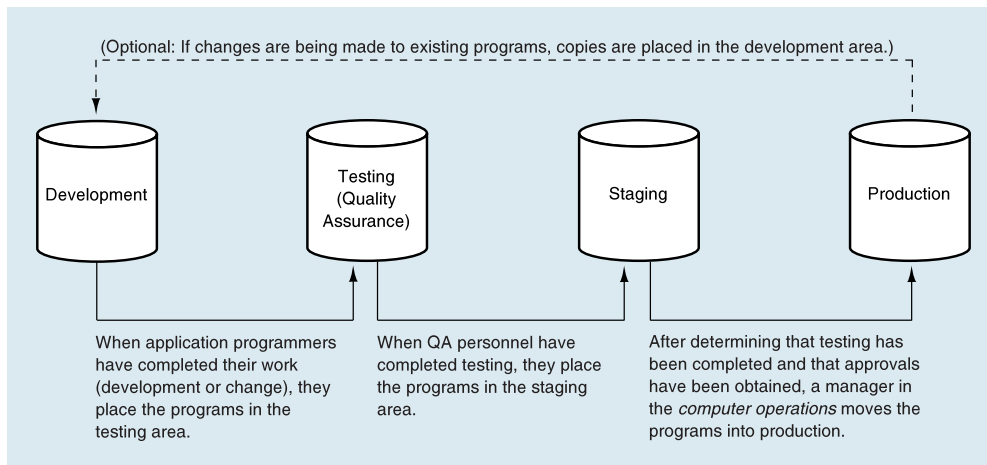 (Optional: If changes are being made to existing programs, copies are placed in the development area.)
Development
Testing
(Quality
Assurance)
Staging
Production
When application programmers
have completed their work
(development or change), they
place the programs in the
testing area.
When QA personnel have
completed testing, they place
the programs in the staging
area.
After determining that testing has
been completed and that approvals
have been obtained, a manager in
the computer operations moves the
programs into production.